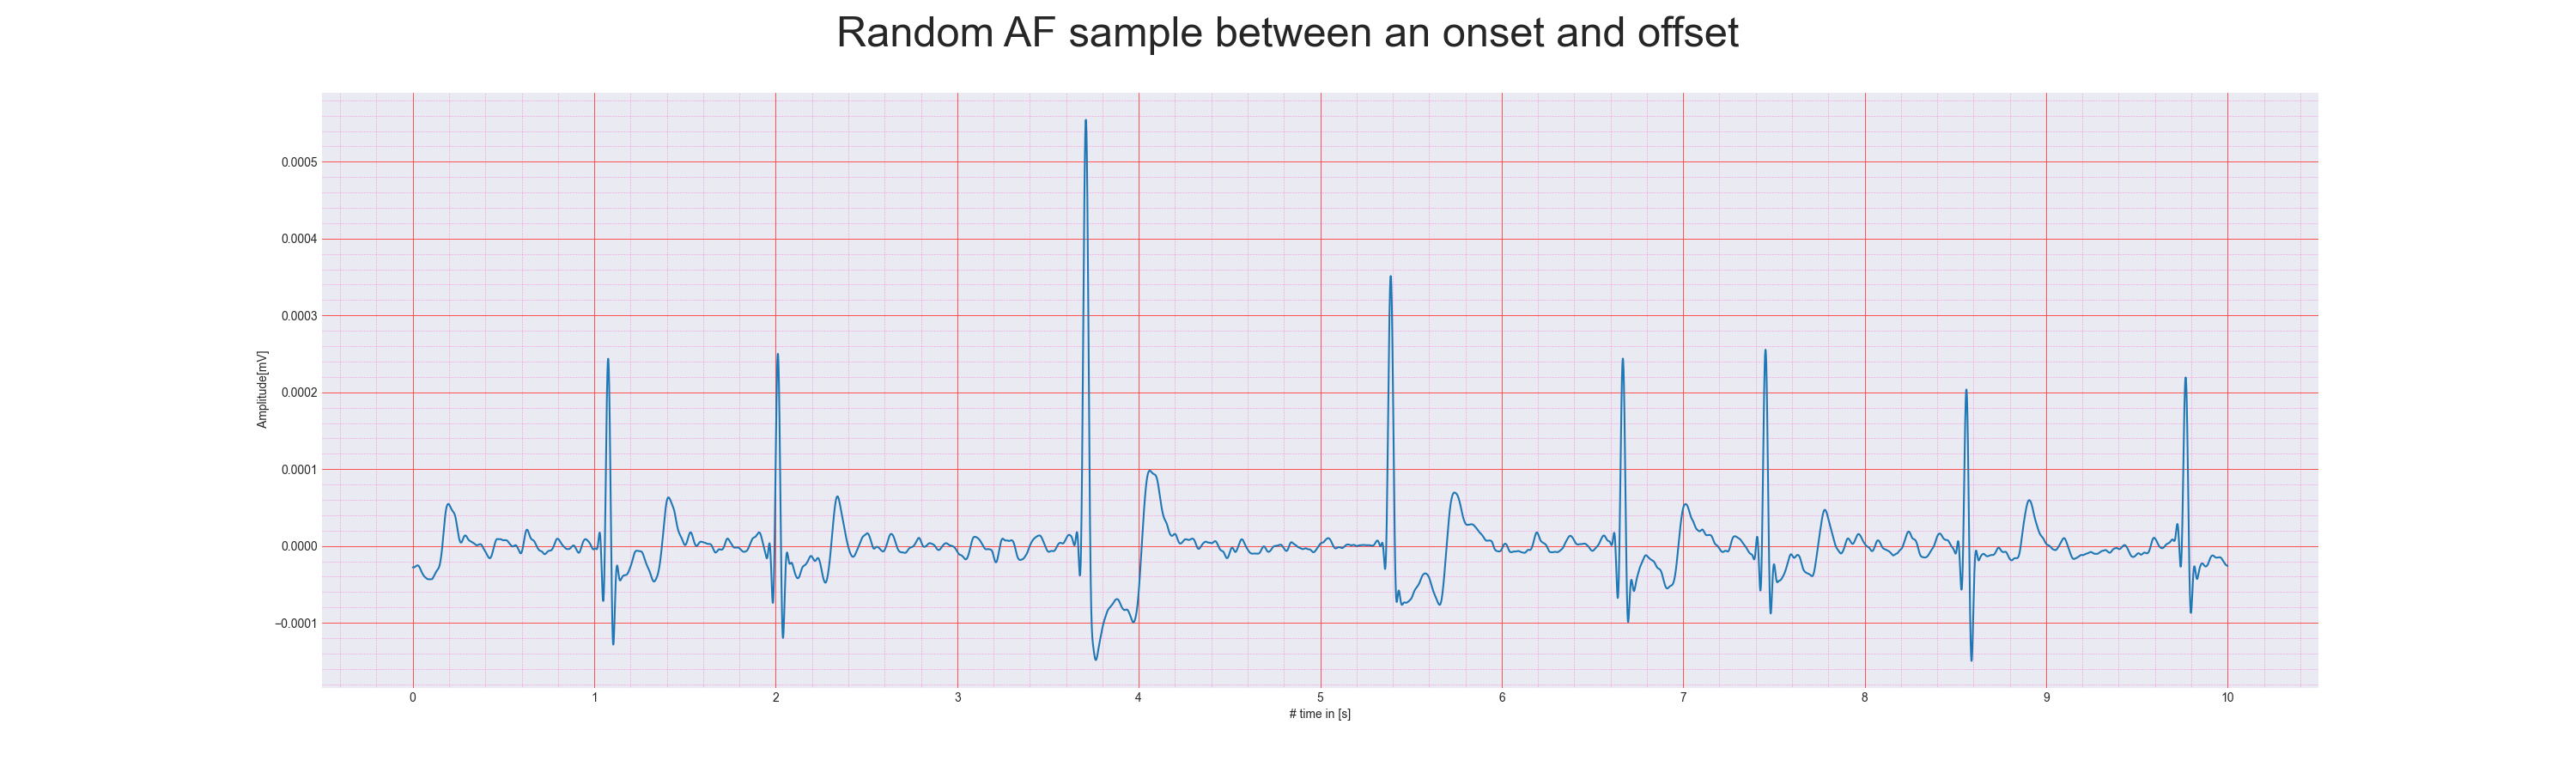 Random AF sample between an onset and offset
0.0005
0.0004
0.0003
0.0002
0.0001
0.0000
−0.0001
Amplitude[mV]
0 1 2 3 4 5 6 7 8 9 10
# time in [s]